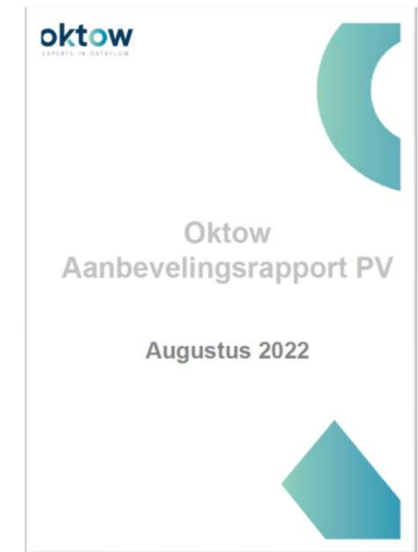 oktow
EXPERTS IN DATAFLOW
Oktow
Aanbevelingsrapport PV
Augustus 2022